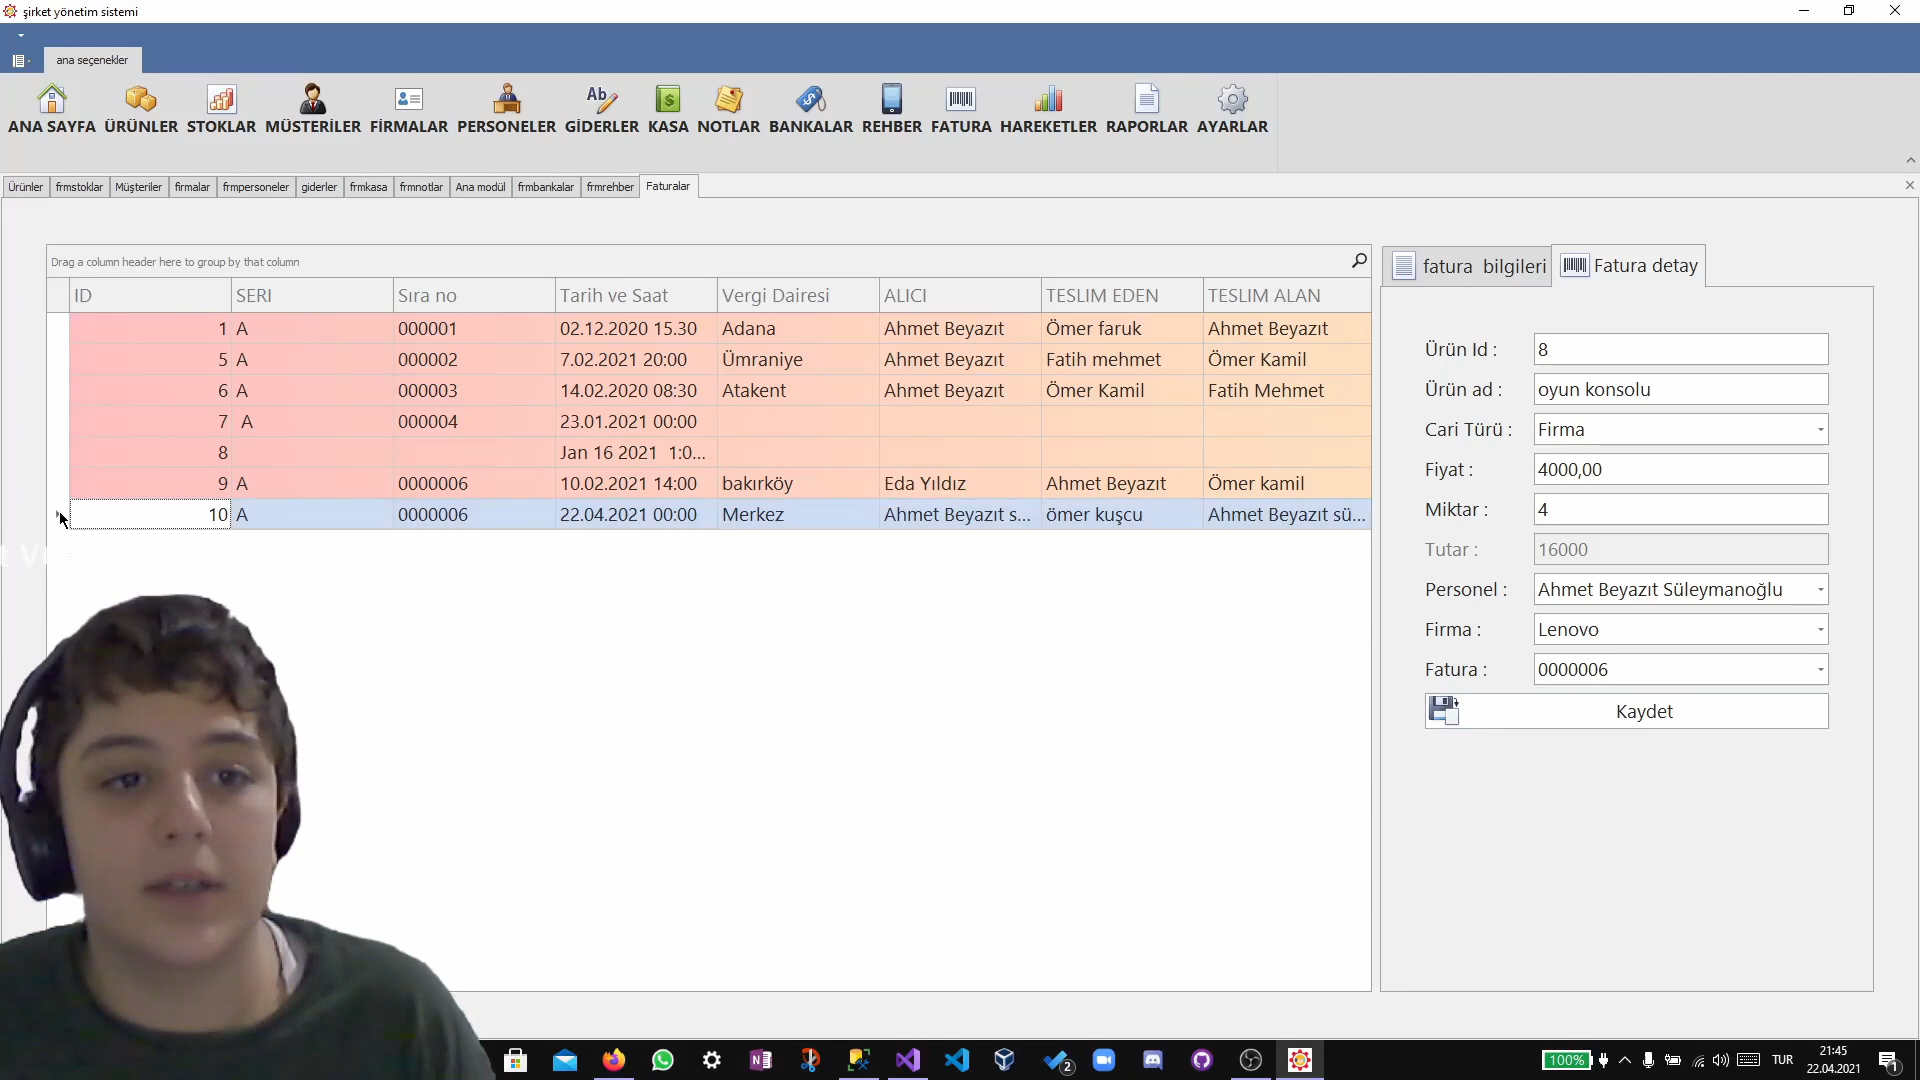 şirket yönetim sistemi
ana seçenekler
ANA SAYFA ÜRÜNLER STOKLAR MÜSTERİLER FİRMALAR PERSONELER GİDERLER KASA NOTLAR BANKALAR REHBER FATURA HAREKETLER RAPORLAR AYARLAR
Ürünler frmstoklar Müşteriler firmalar frmpersoneler giderler frmkasa frmnotlar Ana modül frmbankalar frmrehber Faturalar
Drag a column header here to group by that column
ID SERI Sıra no Tarih ve Saat Vergi Dairesi ALICI TESLIM EDEN TESLIM ALAN
1 A 000001 02.12.2020 15.30 Adana Ahmet Beyazıt Ömer faruk Ahmet Beyazıt
5 A 000002 7.02.2021 20:00 Ümraniye Ahmet Beyazıt Fatih mehmet Ömer Kamil
6 A 000003 14.02.2020 08:30 Atakent Ahmet Beyazıt Ömer Kamil Fatih Mehmet
7 A 000004 23.01.2021 00:00
8 Jan 16 2021 1:0...
9 A 0000006 10.02.2021 14:00 bakırköy Eda Yıldız Ahmet Beyazıt Ömer kamil
10 A 0000006 22.04.2021 00:00 Merkez Ahmet Beyazıt s... ömer kuşcu Ahmet Beyazıt sü...
fatura bilgileri Fatura detay
Ürün Id : 8
Ürün ad : oyun konsolu
Cari Türü : Firma
Fiyat : 4000,00
Miktar : 4
Tutar : 16000
Personel : Ahmet Beyazıt Süleymanoğlu
Firma : Lenovo
Fatura : 0000006
Kaydet
2
100% TUR 21:45
22.04.2021
1